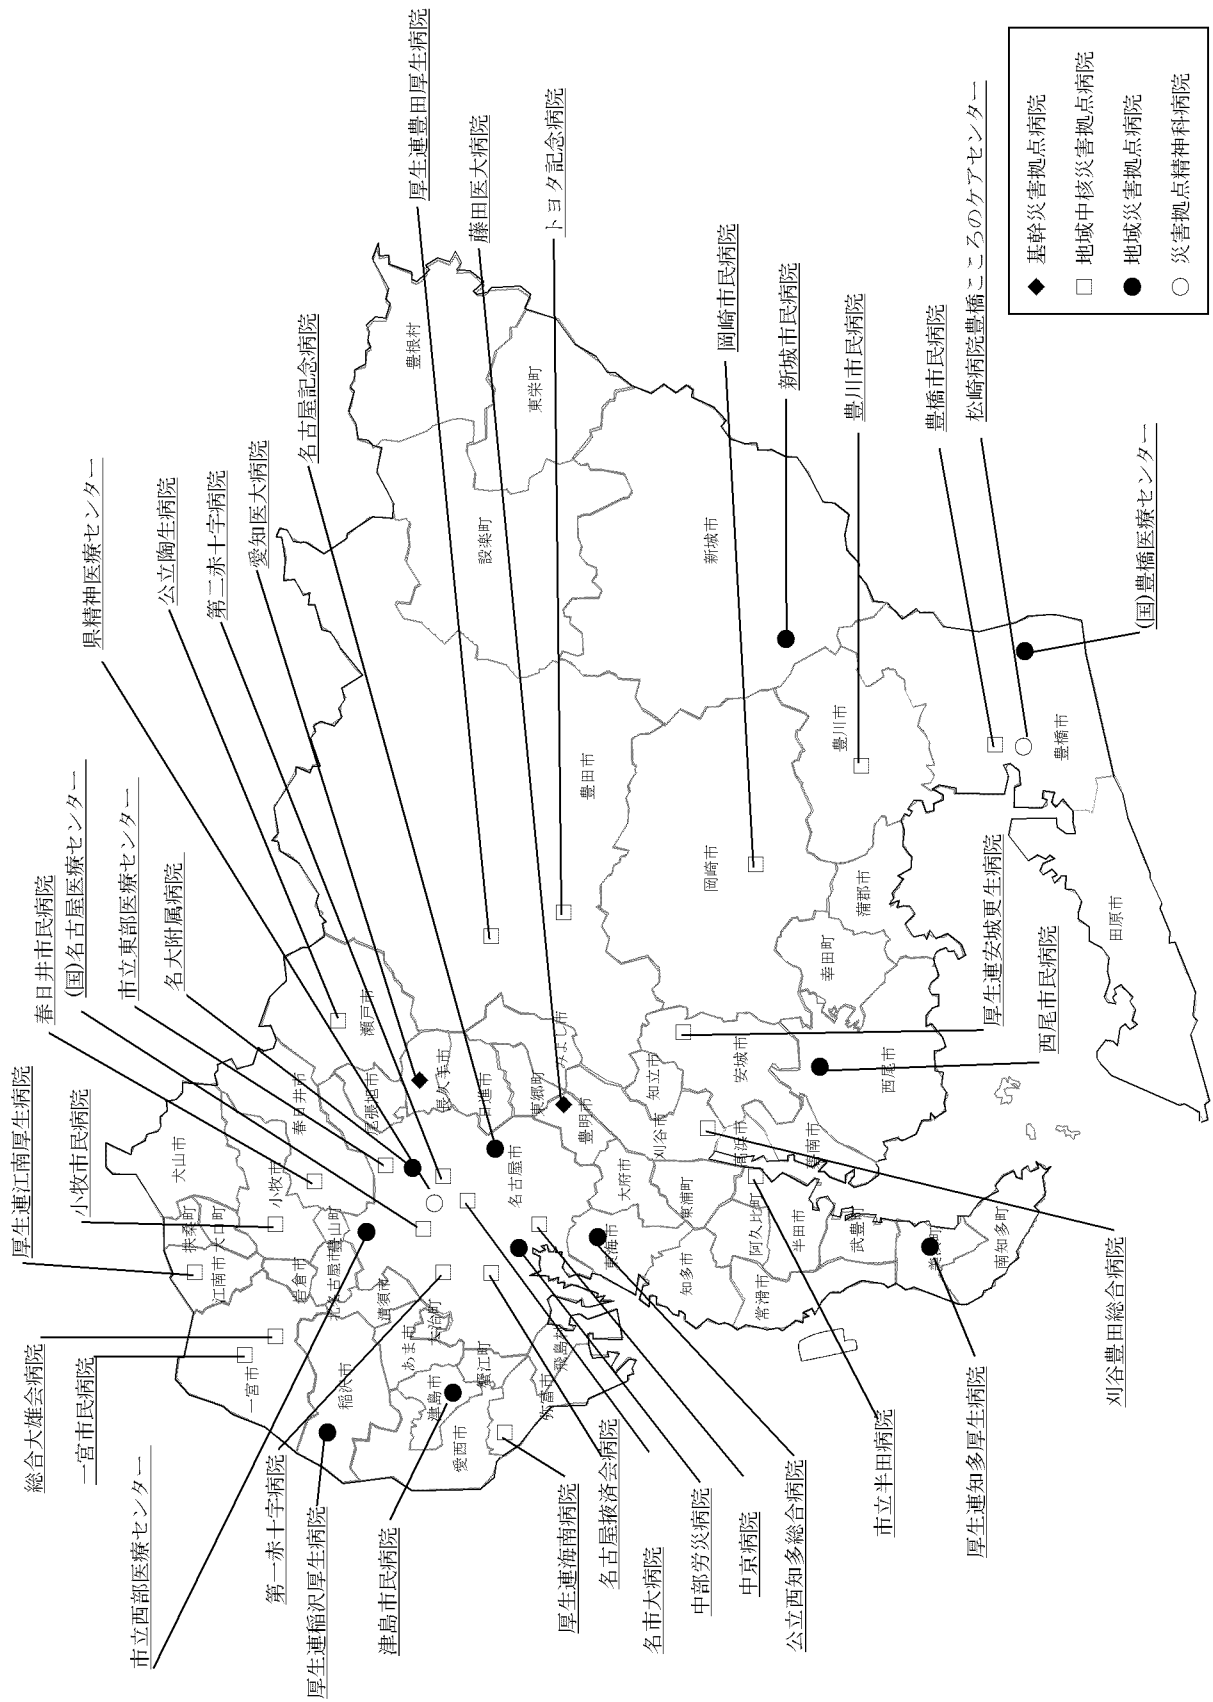 厚生連江南厚生病院
小牧市民病院
春日井市民病院
(国)名古屋医療センター
市立東部医療センター
名大附属病院
県精神医療センター
公立陶生病院
第二赤十字病院
愛知医大病院
名古屋記念病院
厚生連豊田厚生病院
藤田医大病院
トヨタ記念病院
岡崎市民病院
新城市民病院
豊川市民病院
豊橋市民病院
松崎病院豊橋こころのケアセンター
(国)豊橋医療センター
総合大雄会病院
一宮市民病院
市立西部医療センター
第一赤十字病院
厚生連稲沢厚生病院
津島市民病院
厚生連海南病院
名古屋掖済会病院
名市大病院
中部労災病院
中京病院
公立西知多総合病院
市立半田病院
厚生連知多厚生病院
刈谷豊田総合病院
西尾市民病院
厚生連安城更生病院
犬山市
扶桑町
大口町
江南市
小牧市
岩倉市
豊山町
北名古屋市
清須市
一宮市
稲沢市
あま市
大治町
津島市
愛西市
蟹江町
弥富市
飛島村
春日井市
瀬戸市
尾張旭市
長久手市
日進市
東郷町
みよし市
豊明市
名古屋市
大府市
東海市
東浦町
知多市
阿久比町
常滑市
半田市
武豊町
美浜町
南知多町
刈谷市
知立市
高浜市
碧南市
安城市
西尾市
豊田市
岡崎市
幸田町
蒲郡市
豊川市
豊橋市
田原市
新城市
設楽町
東栄町
豊根村
◆ 基幹災害拠点病院
□ 地域中核災害拠点病院
● 地域災害拠点病院
○ 災害拠点精神科病院